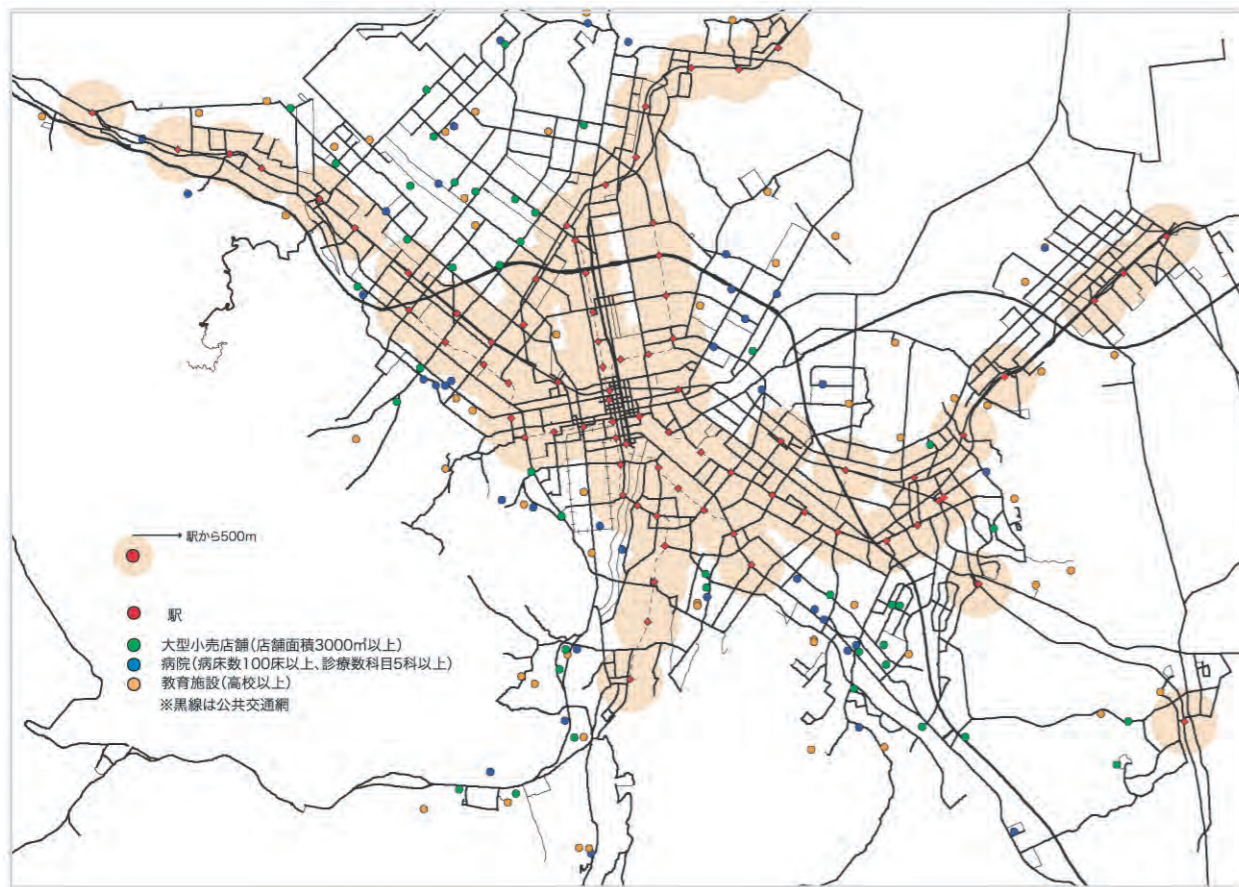 駅から500m
駅
大型小売店舗(店舗面積3000㎡以上)
病院(病床数100床以上、診療数科目5科以上)
教育施設(高校以上)
※黒線は公共交通網